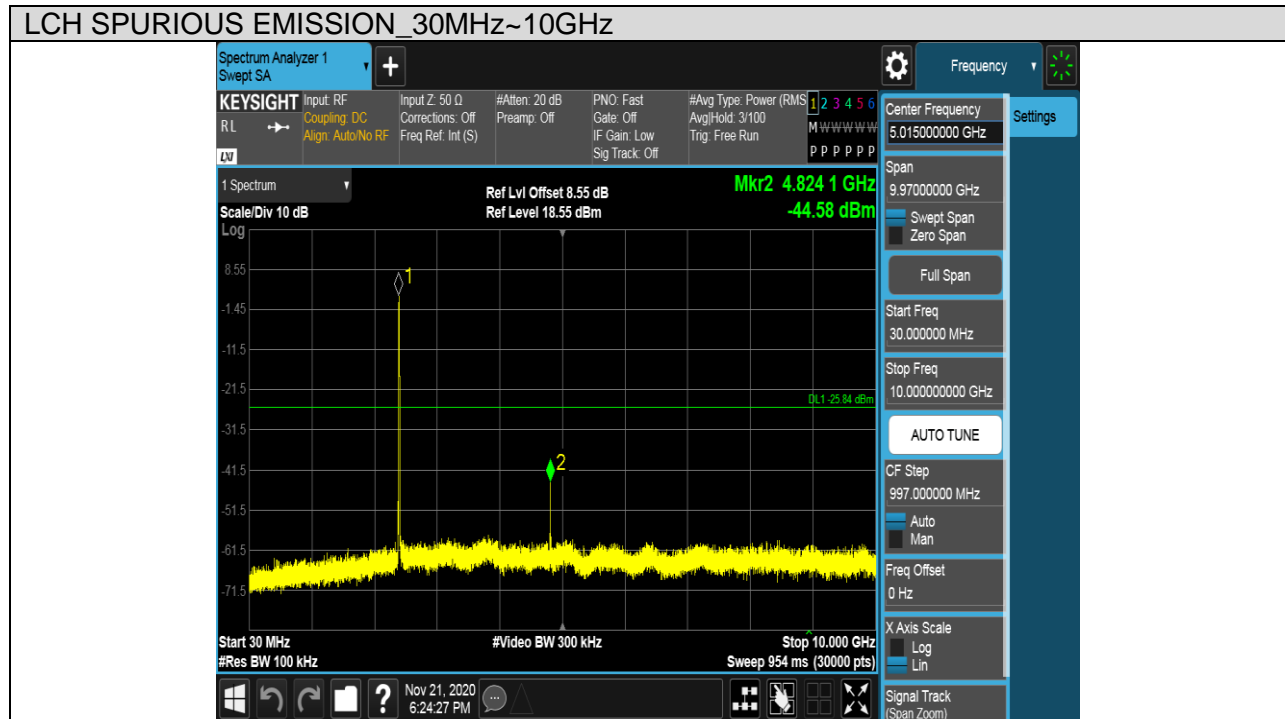 LCH SPURIOUS EMISSION_30MHz~10GHz
Spectrum Analyzer 1
Swept SA
+
Frequency
KEYSIGHT
RL
LXI
Input: RF
Coupling: DC
Align: Auto/No RF
Input Z: 50 Ω
Corrections: Off
Freq Ref: Int (S)
#Atten: 20 dB
Preamp: Off
PNO: Fast
Gate: Off
IF Gain: Low
Sig Track: Off
#Avg Type: Power (RMS
Avg|Hold: 3/100
Trig: Free Run
1 2 3 4 5 6
M W W W W W
P P P P P P
Center Frequency
5.015000000 GHz
Settings
1 Spectrum
Scale/Div 10 dB
Log
Ref Lvl Offset 8.55 dB
Ref Level 18.55 dBm
Mkr2 4.824 1 GHz
-44.58 dBm
8.55
-1.45
-11.5
-21.5
-31.5
-41.5
-51.5
-61.5
-71.5
1
DL1 -25.84 dBm
2
Start 30 MHz
#Res BW 100 kHz
#Video BW 300 kHz
Stop 10.000 GHz
Sweep 954 ms (30000 pts)
Span
9.97000000 GHz
Swept Span
Zero Span
Full Span
Start Freq
30.000000 MHz
Stop Freq
10.000000000 GHz
AUTO TUNE
CF Step
997.000000 MHz
Auto
Man
Freq Offset
0 Hz
X Axis Scale
Log
Lin
Signal Track
(Span Zoom)
?
Nov 21, 2020
6:24:27 PM